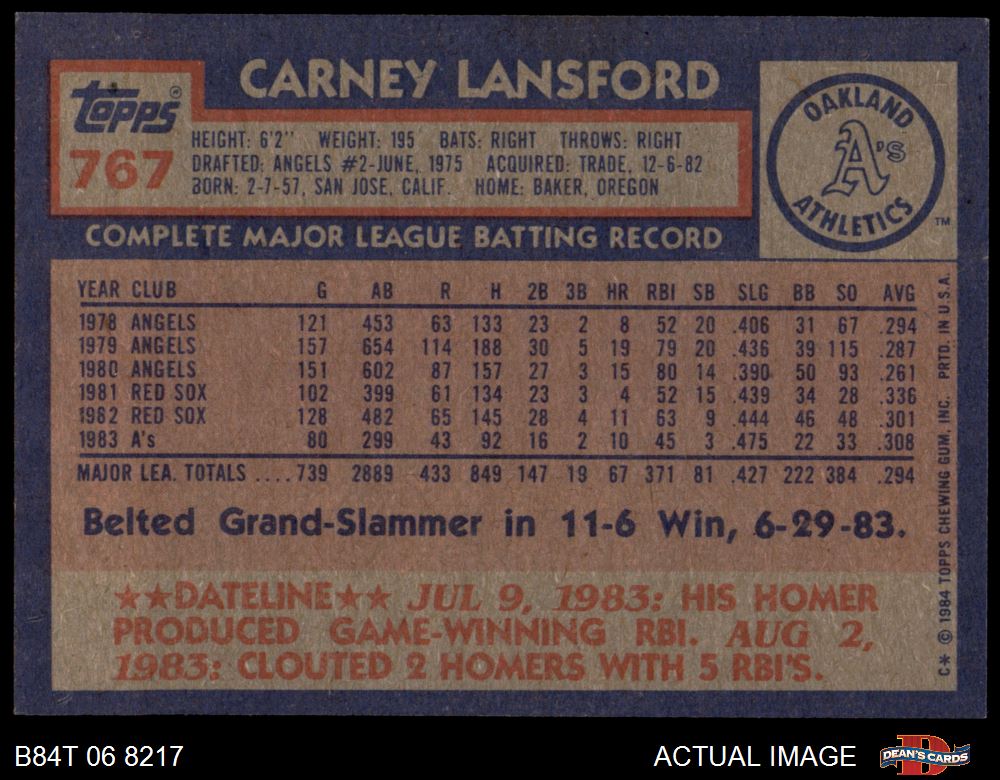 CARNEY LANSFORD
Topps®
767
HEIGHT: 6'2" WEIGHT: 195 BATS: RIGHT THROWS: RIGHT
DRAFTED: ANGELS #2-JUNE, 1975 ACQUIRED: TRADE, 12-6-82
BORN: 2-7-57, SAN JOSE, CALIF. HOME: BAKER, OREGON
OAKLAND
A's
ATHLETICS
TM
COMPLETE MAJOR LEAGUE BATTING RECORD
YEAR CLUB G AB R H 2B 3B HR RBI SB SLG BB SO AVG
1978 ANGELS 121 453 63 133 23 2 8 52 20 .406 31 67 .294
1979 ANGELS 157 654 114 188 30 5 19 79 20 .436 39 115 .287
1980 ANGELS 151 602 87 157 27 3 15 80 14 .390 50 93 .261
1981 RED SOX 102 399 61 134 23 3 4 52 15 .439 34 28 .336
1982 RED SOX 128 482 65 145 28 4 11 63 9 .444 46 48 .301
1983 A's 80 299 43 92 16 2 10 45 3 .475 22 33 .308
MAJOR LEA. TOTALS .... 739 2889 433 849 147 19 67 371 81 .427 222 384 .294
Belted Grand-Slammer in 11-6 Win, 6-29-83.
★★DATELINE★★ JUL 9, 1983: HIS HOMER
PRODUCED GAME-WINNING RBI. AUG 2,
1983: CLOUTED 2 HOMERS WITH 5 RBI'S.
C* © 1984 TOPPS CHEWING GUM, INC. PRTD. IN U.S.A.
B84T 06 8217
ACTUAL IMAGE
DEAN'S CARDS